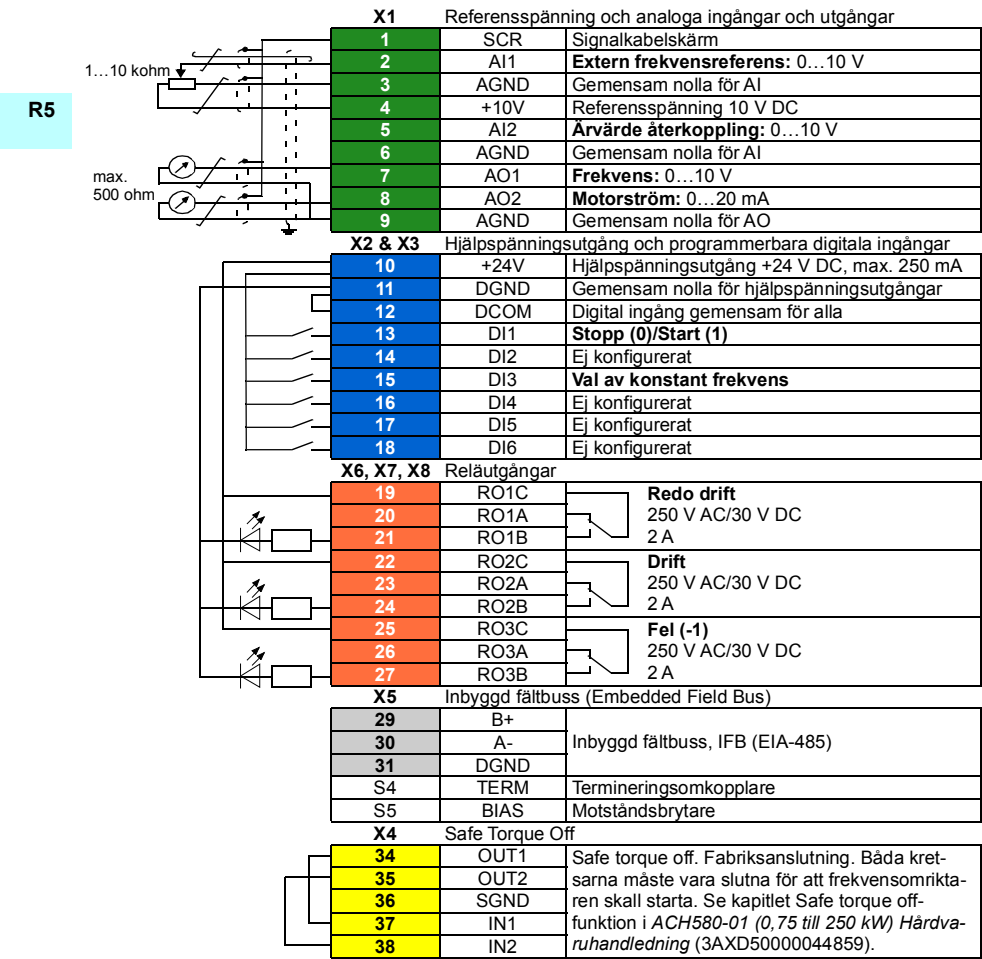 X1 Referensspänning och analoga ingångar och utgångar
1 SCR Signalkabelskärm
2 AI1 Extern frekvensreferens: 0…10 V
1…10 kohm
3 AGND Gemensam nolla för AI
R5
4 +10V Referensspänning 10 V DC
5 AI2 Ärvärde återkoppling: 0…10 V
6 AGND Gemensam nolla för AI
max.
500 ohm
7 AO1 Frekvens: 0…10 V
8 AO2 Motorström: 0…20 mA
9 AGND Gemensam nolla för AO
X2 & X3 Hjälpspänningsutgång och programmerbara digitala ingångar
10 +24V Hjälpspänningsutgång +24 V DC, max. 250 mA
11 DGND Gemensam nolla för hjälpspänningsutgångar
12 DCOM Digital ingång gemensam för alla
13 DI1 Stopp (0)/Start (1)
14 DI2 Ej konfigurerat
15 DI3 Val av konstant frekvens
16 DI4 Ej konfigurerat
17 DI5 Ej konfigurerat
18 DI6 Ej konfigurerat
X6, X7, X8 Reläutgångar
19 RO1C Redo drift
20 RO1A 250 V AC/30 V DC
21 RO1B 2 A
22 RO2C Drift
23 RO2A 250 V AC/30 V DC
24 RO2B 2 A
25 RO3C Fel (-1)
26 RO3A 250 V AC/30 V DC
27 RO3B 2 A
X5 Inbyggd fältbuss (Embedded Field Bus)
29 B+
30 A- Inbyggd fältbuss, IFB (EIA-485)
31 DGND
S4 TERM Termineringsomkopplare
S5 BIAS Motståndsbrytare
X4 Safe Torque Off
34 OUT1 Safe torque off. Fabriksanslutning. Båda kret-
35 OUT2 sarna måste vara slutna för att frekvensomrikta-
36 SGND ren skall starta. Se kapitlet Safe torque off-
37 IN1 funktion i ACH580-01 (0,75 till 250 kW) Hårdva-
38 IN2 ruhandledning (3AXD50000044859).